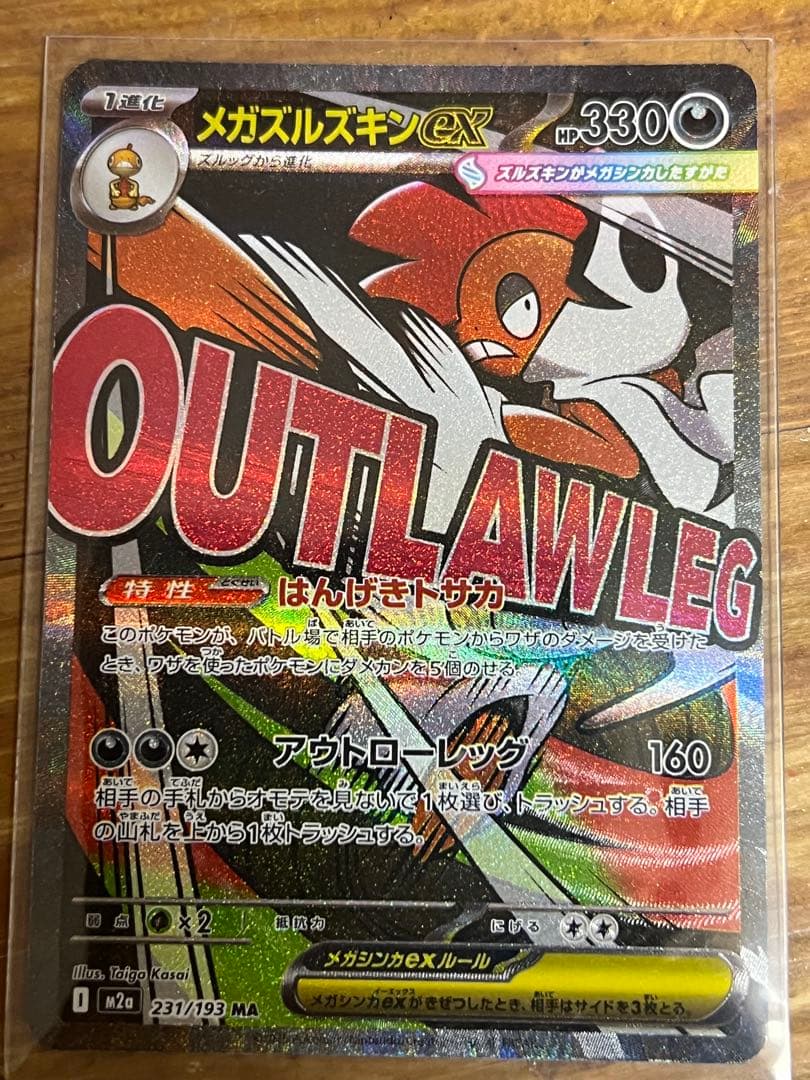 1進化
メガズルズキンex
HP330
ズルッグから進化
ズルズキンがメガシンカしたすがた
OUTLAW LEG
特性
とくせい
はんげきトサカ
このポケモンが、バトル場で相手のポケモンからワザのダメージを受けた
とき、ワザを使ったポケモンにダメカンを5個のせる。
アウトローレッグ 160
相手の手札からオモテを見ないで1枚選び、トラッシュする。相手
の山札を上から1枚トラッシュする。
弱点 ×2 抵抗力 にげる
Illus. Taiga Kasai
メガシンカexルール
I m2a 231/193 MA
メガシンカexがきぜつしたとき、相手はサイドを3枚とる。